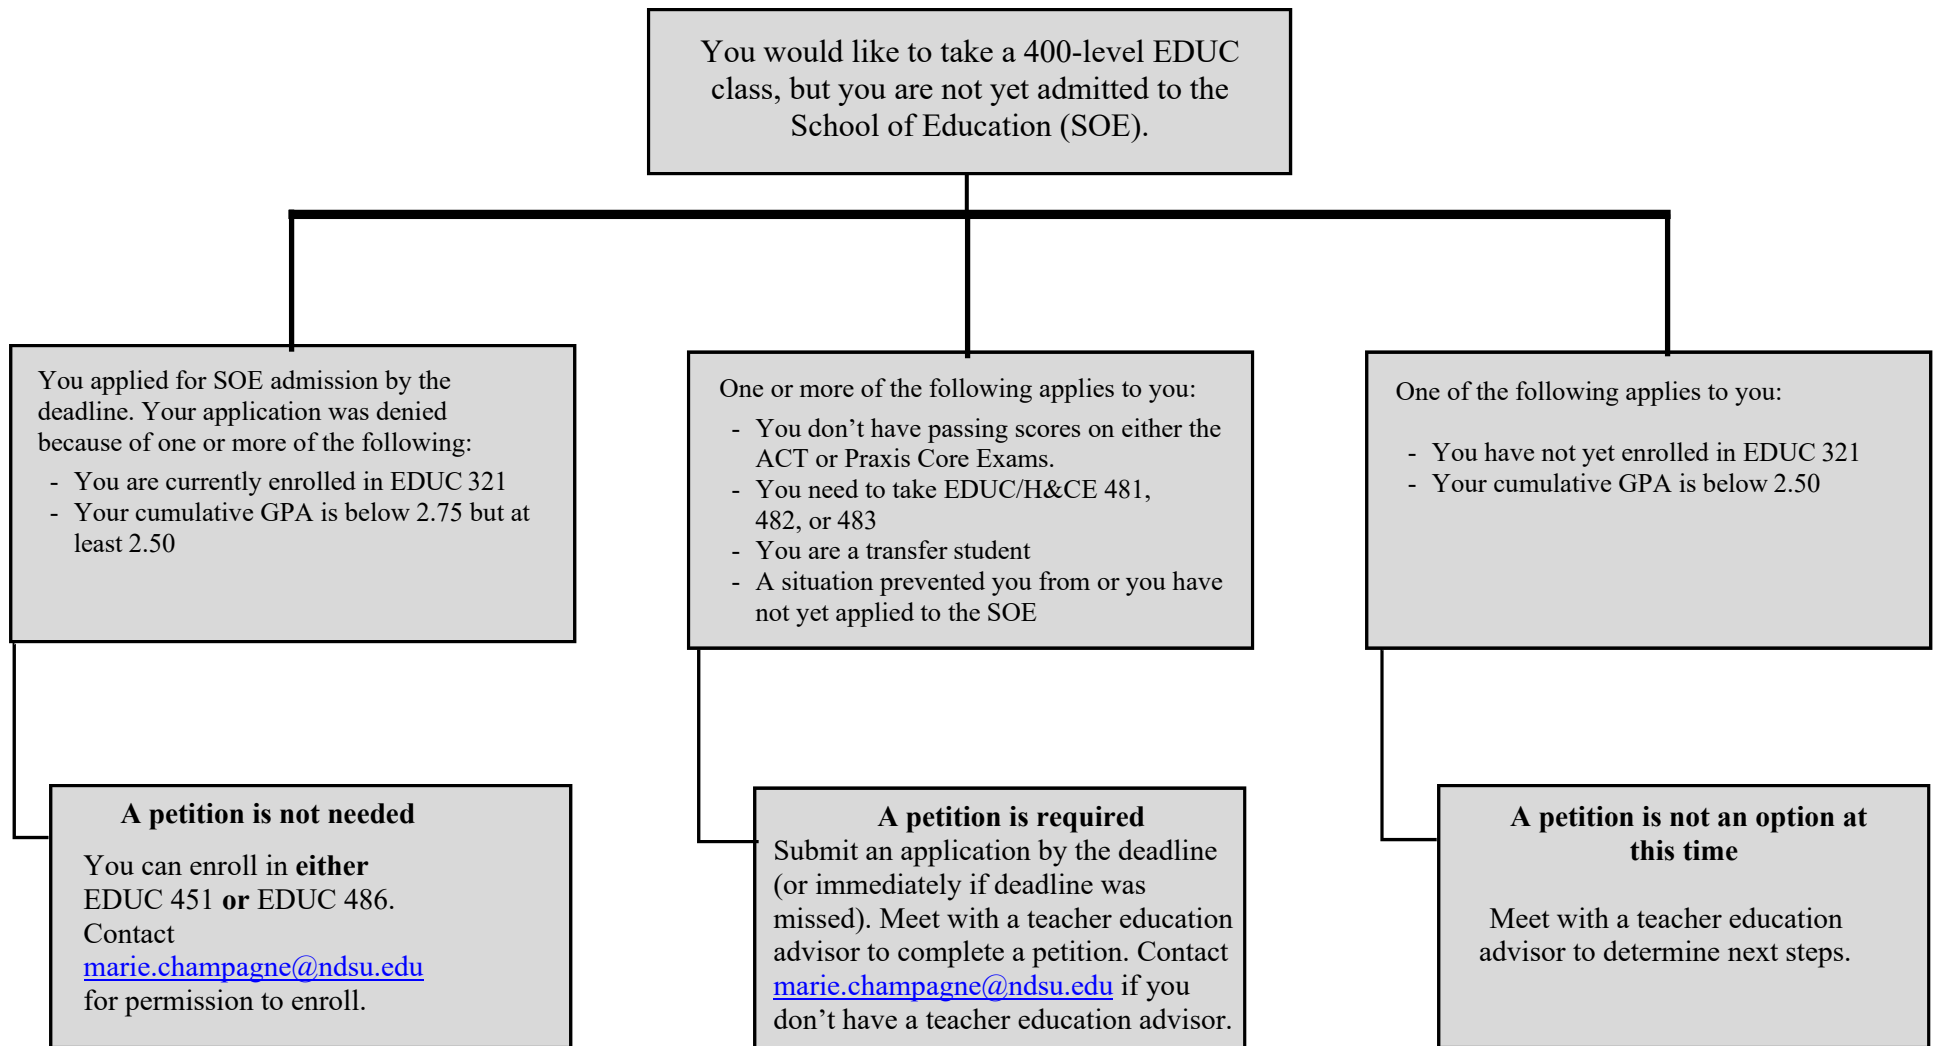 You would like to take a 400-level EDUC
class, but you are not yet admitted to the
School of Education (SOE).
You applied for SOE admission by the
deadline. Your application was denied
because of one or more of the following:
- You are currently enrolled in EDUC 321
- Your cumulative GPA is below 2.75 but at
least 2.50
One or more of the following applies to you:
- You don’t have passing scores on either the
ACT or Praxis Core Exams.
- You need to take EDUC/H&CE 481,
482, or 483
- You are a transfer student
- A situation prevented you from or you have
not yet applied to the SOE
One of the following applies to you:
- You have not yet enrolled in EDUC 321
- Your cumulative GPA is below 2.50
A petition is not needed
You can enroll in either
EDUC 451 or EDUC 486.
Contact
marie.champagne@ndsu.edu
for permission to enroll.
A petition is required
Submit an application by the deadline
(or immediately if deadline was
missed). Meet with a teacher education
advisor to complete a petition. Contact
marie.champagne@ndsu.edu if you
don’t have a teacher education advisor.
A petition is not an option at
this time
Meet with a teacher education
advisor to determine next steps.